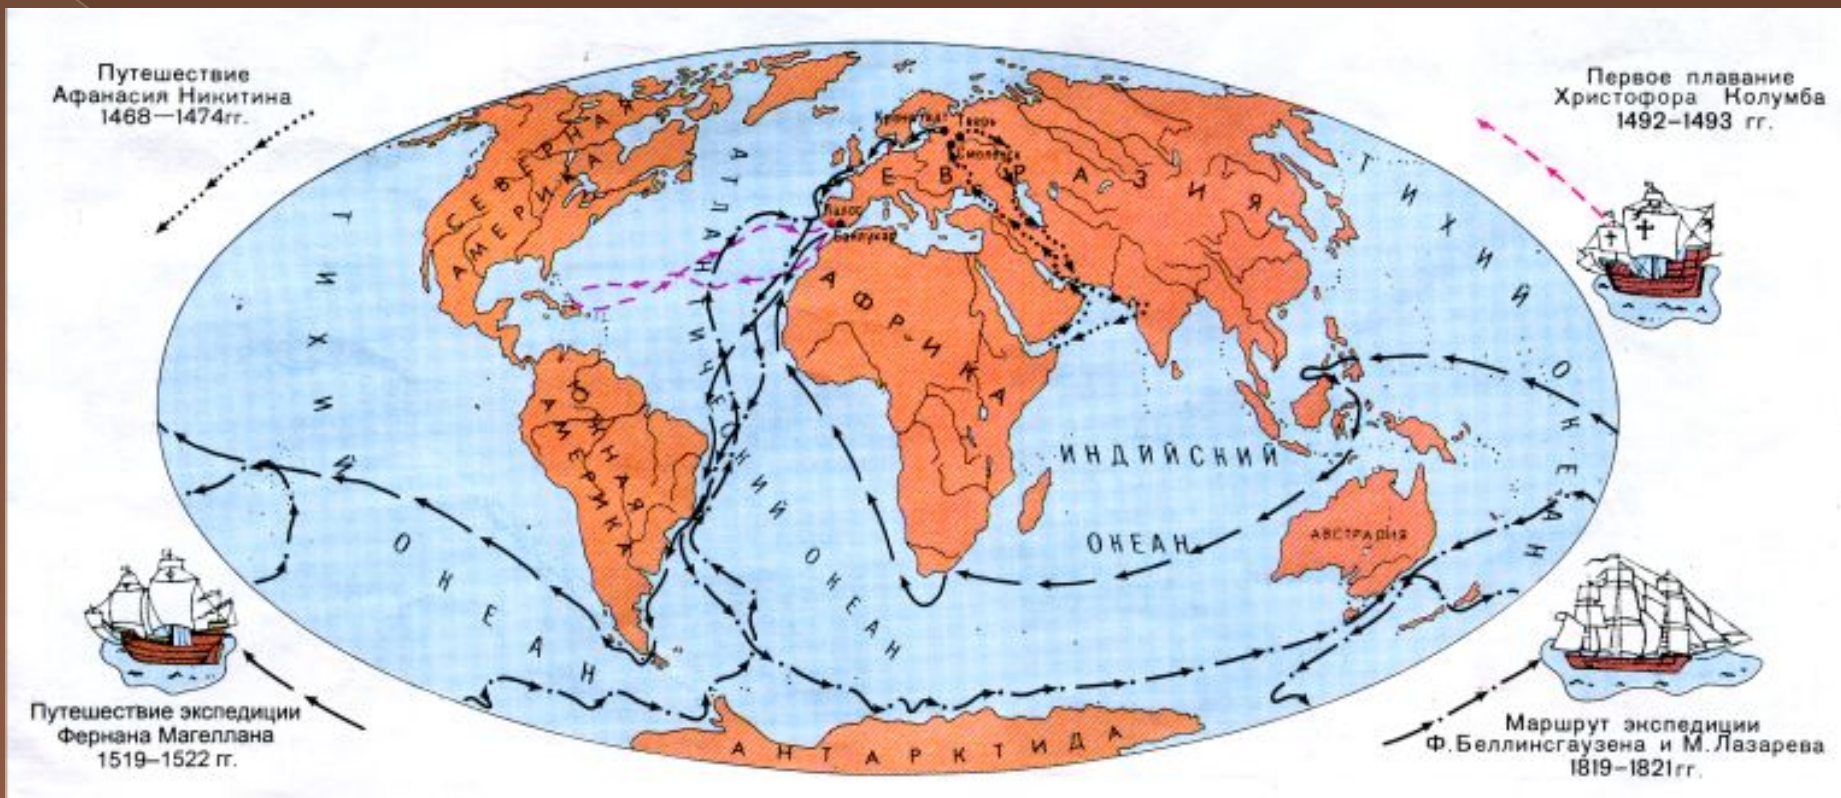 Путешествие
Афанасия Никитина
1468—1474гг.
Первое плавание
Христофора Колумба
1492—1493 гг.
СЕВЕРНАЯ
АМЕРИКА
АТЛАНТИЧЕСКИЙ ОКЕАН
Тверь
Смоленск
ЕВРАЗИЯ
ТИХИЙ ОКЕАН
АФРИКА
ТИХИЙ ОКЕАН
ЮЖНАЯ
АМЕРИКА
ИНДИЙСКИЙ
ОКЕАН
АВСТРАЛИЯ
АНТАРКТИДА
Путешествие экспедиции
Фернана Магеллана
1519–1522 гг.
Маршрут экспедиции
Ф.Беллинсгаузена и М.Лазарева
1819–1821гг.